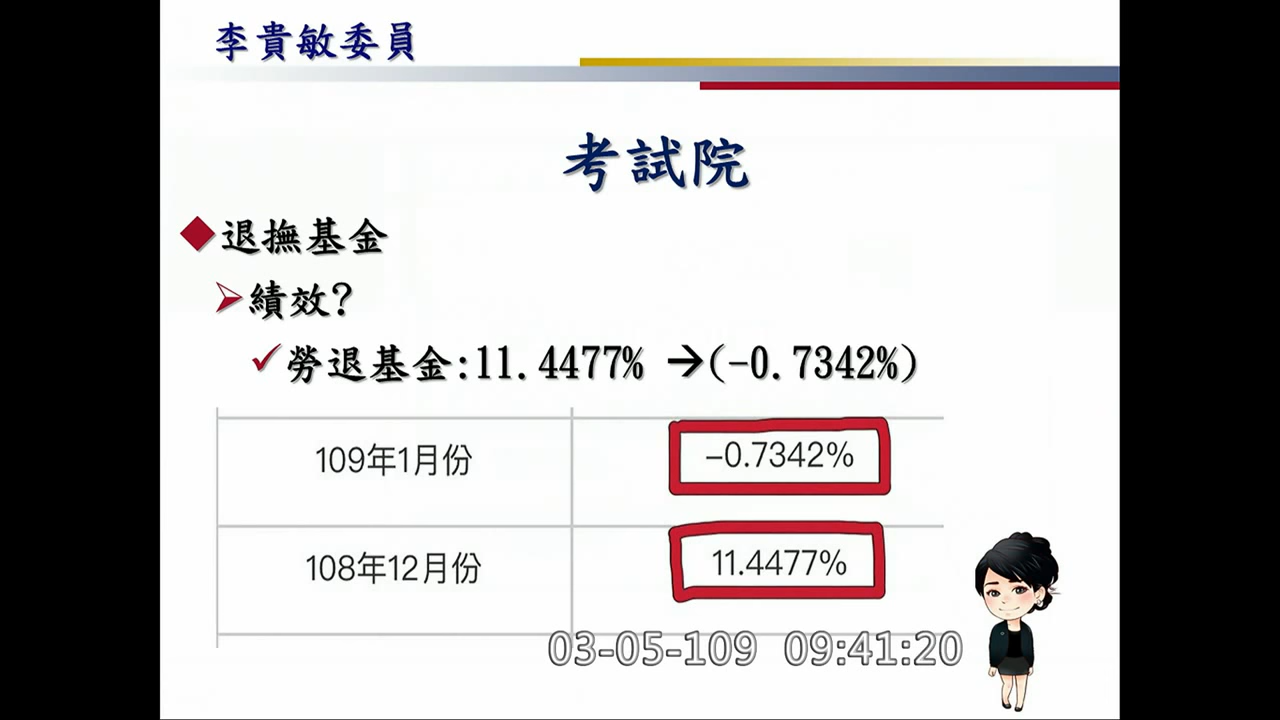 李貴敏委員
考試院
退撫基金
績效?
勞退基金:11.4477% →(-0.7342%)
109年1月份 -0.7342%
108年12月份 11.4477%
03-05-109 09:41:20